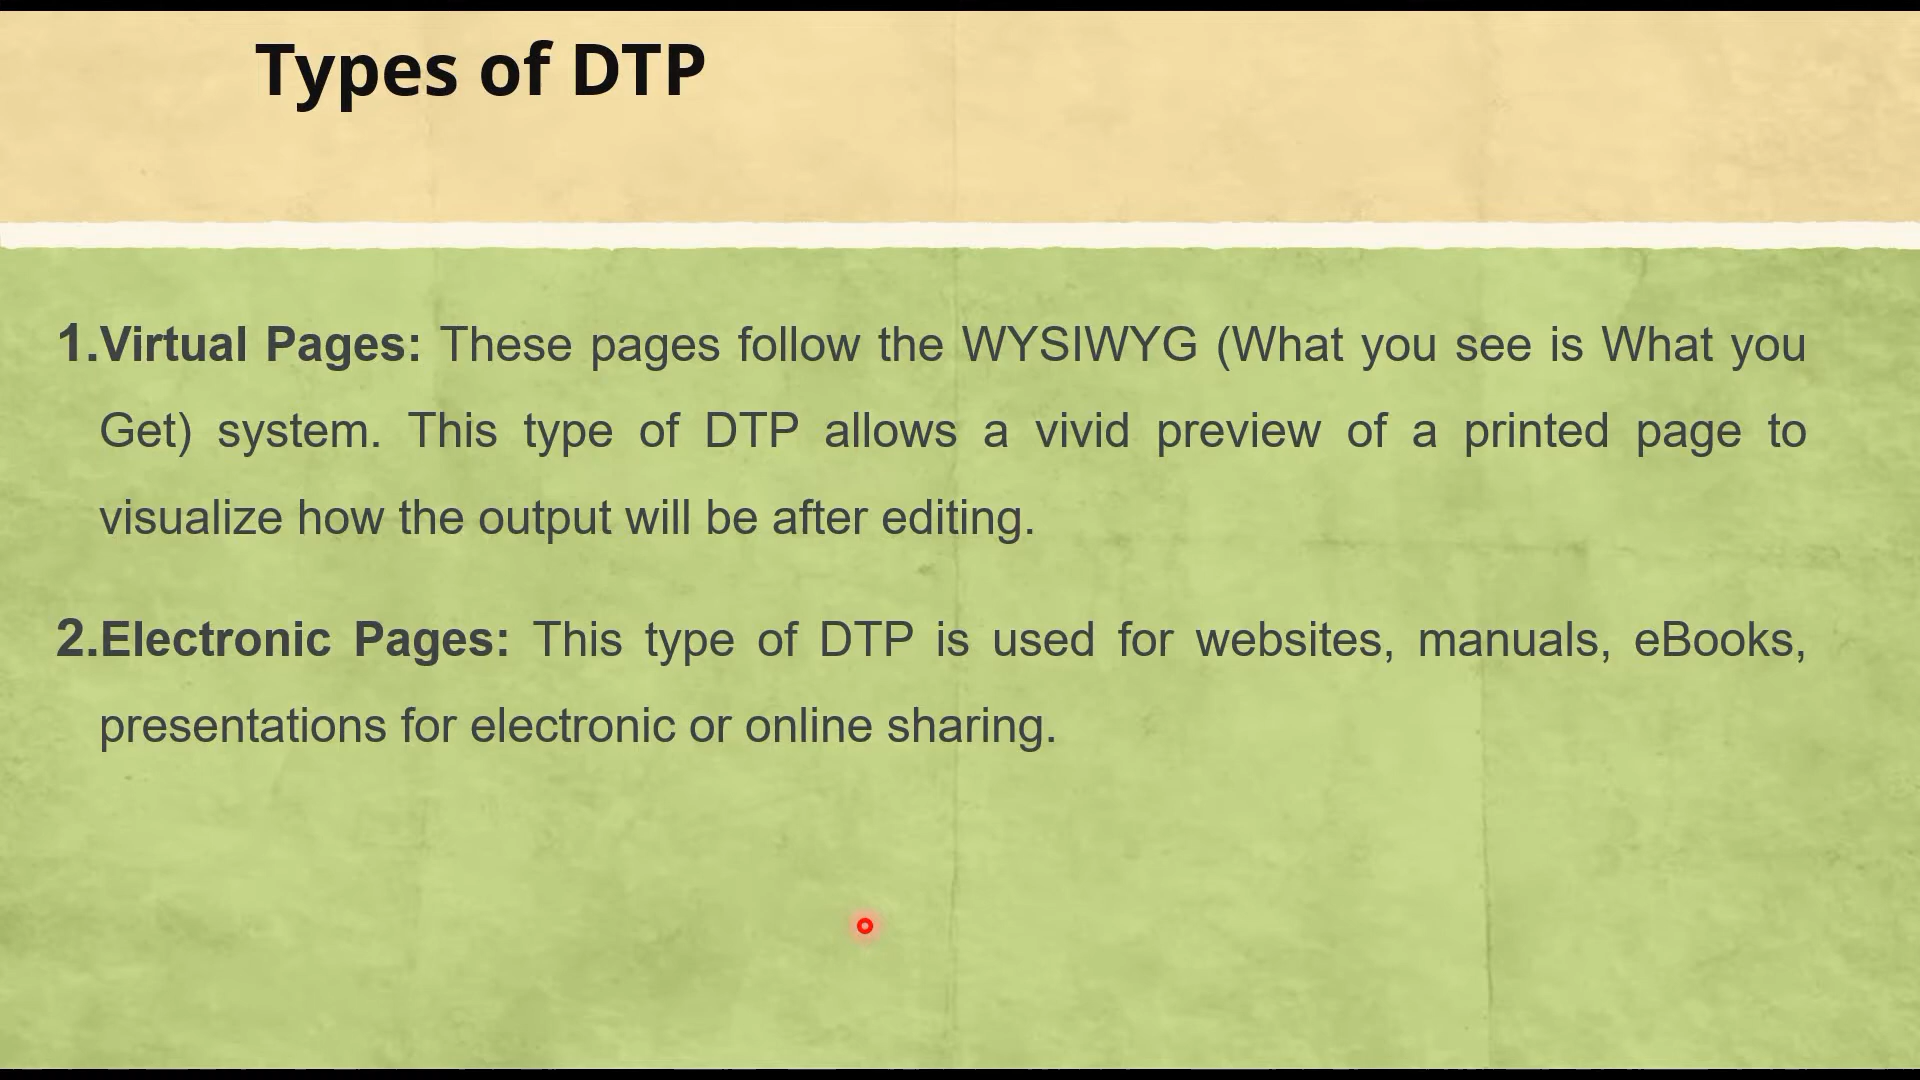 Types of DTP
1.Virtual Pages: These pages follow the WYSIWYG (What you see is What you
Get) system. This type of DTP allows a vivid preview of a printed page to
visualize how the output will be after editing.
2.Electronic Pages: This type of DTP is used for websites, manuals, eBooks,
presentations for electronic or online sharing.